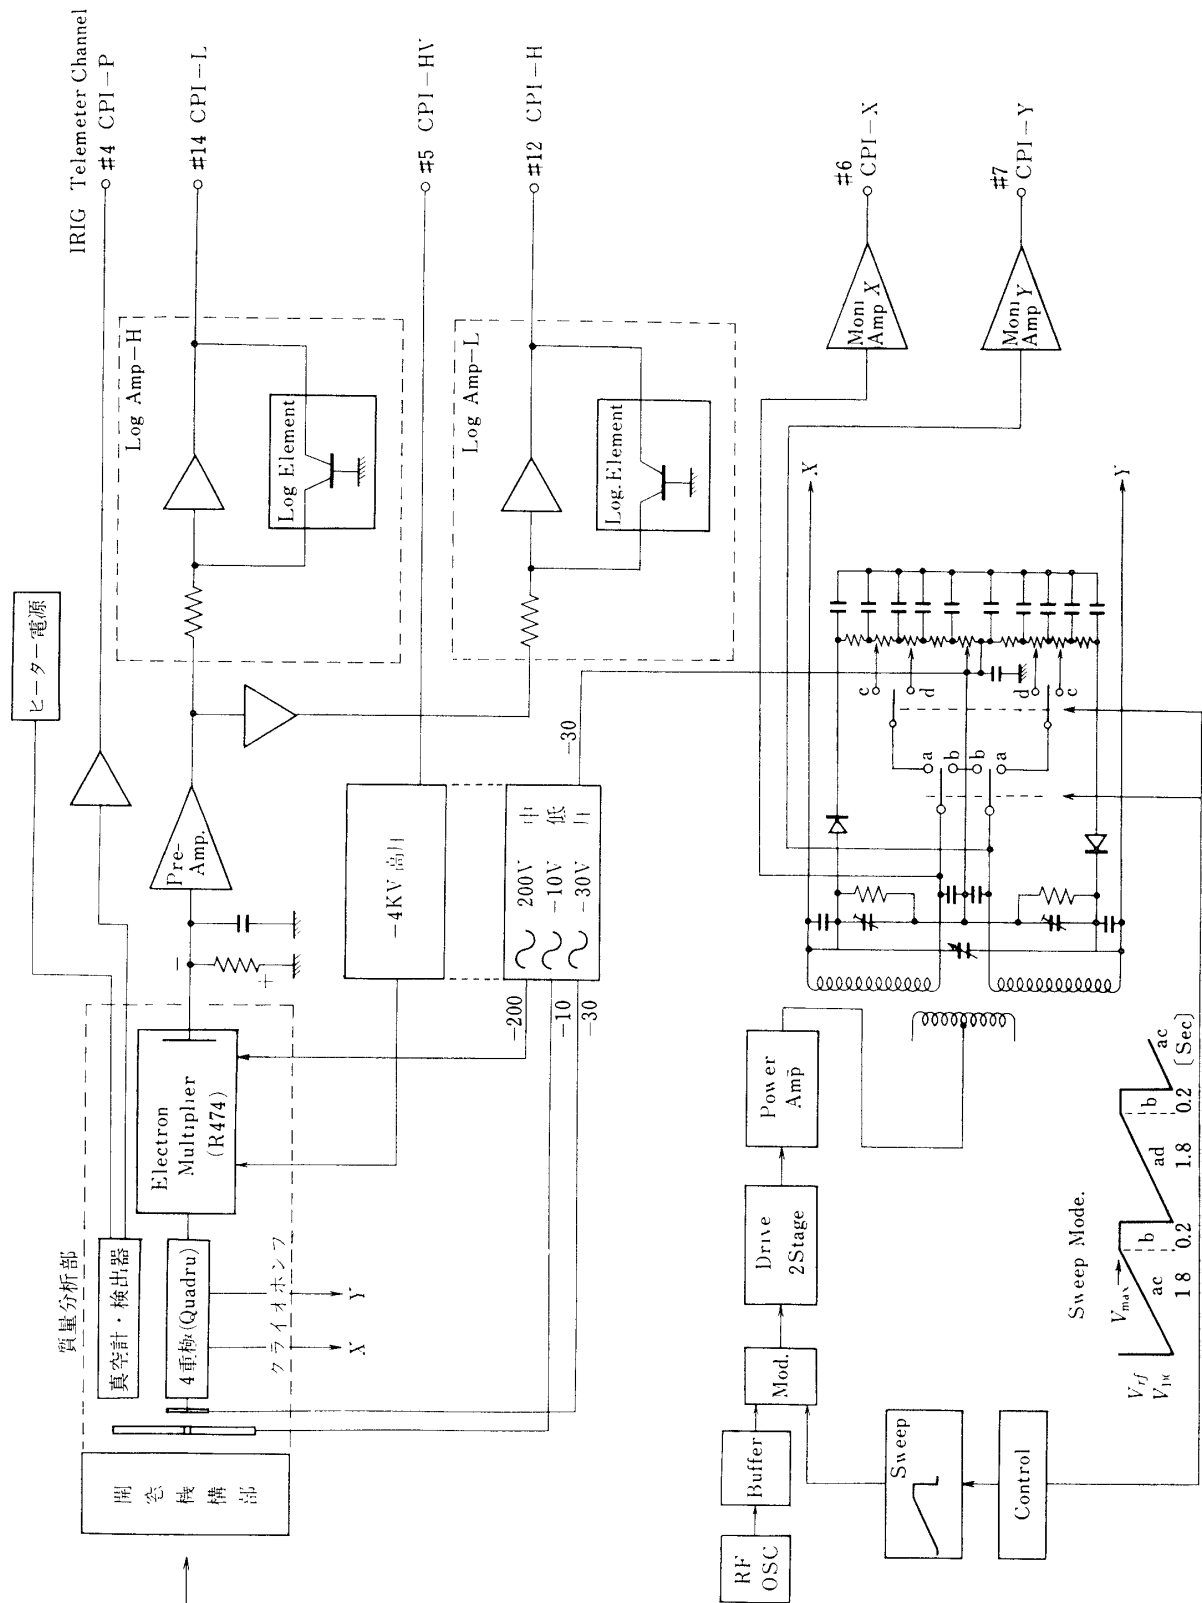 IRIG Telemeter Channel
#4 CPI-P
#14 CPI-L
#5 CPI-HV
#12 CPI-H
#6
CPI-X
#7
CPI-Y
ヒーター電源
Log Amp-H
Log Element
Log Amp-L
Log. Element
Pre-
Amp.
-4KV 高圧
中低圧
200V
-10V
-30V
-30
-200
-10
-30
Moni
Amp X
Moni
Amp Y
質量分析部
真空計・検出器
4重極(Quadru)
Electron
Multiplier
(R474)
-
+
クライオポンプ
X
Y
開窓機構部
X
Y
a
b
b
a
c
d
d
c
RF
OSC
Buffer
Mod.
Drive
2Stage
Power
Amp
Sweep
Control
Sweep Mode.
Vrf
Vmax
ac
b
ad
b
ac
1.8
0.2
1.8
0.2
(Sec)